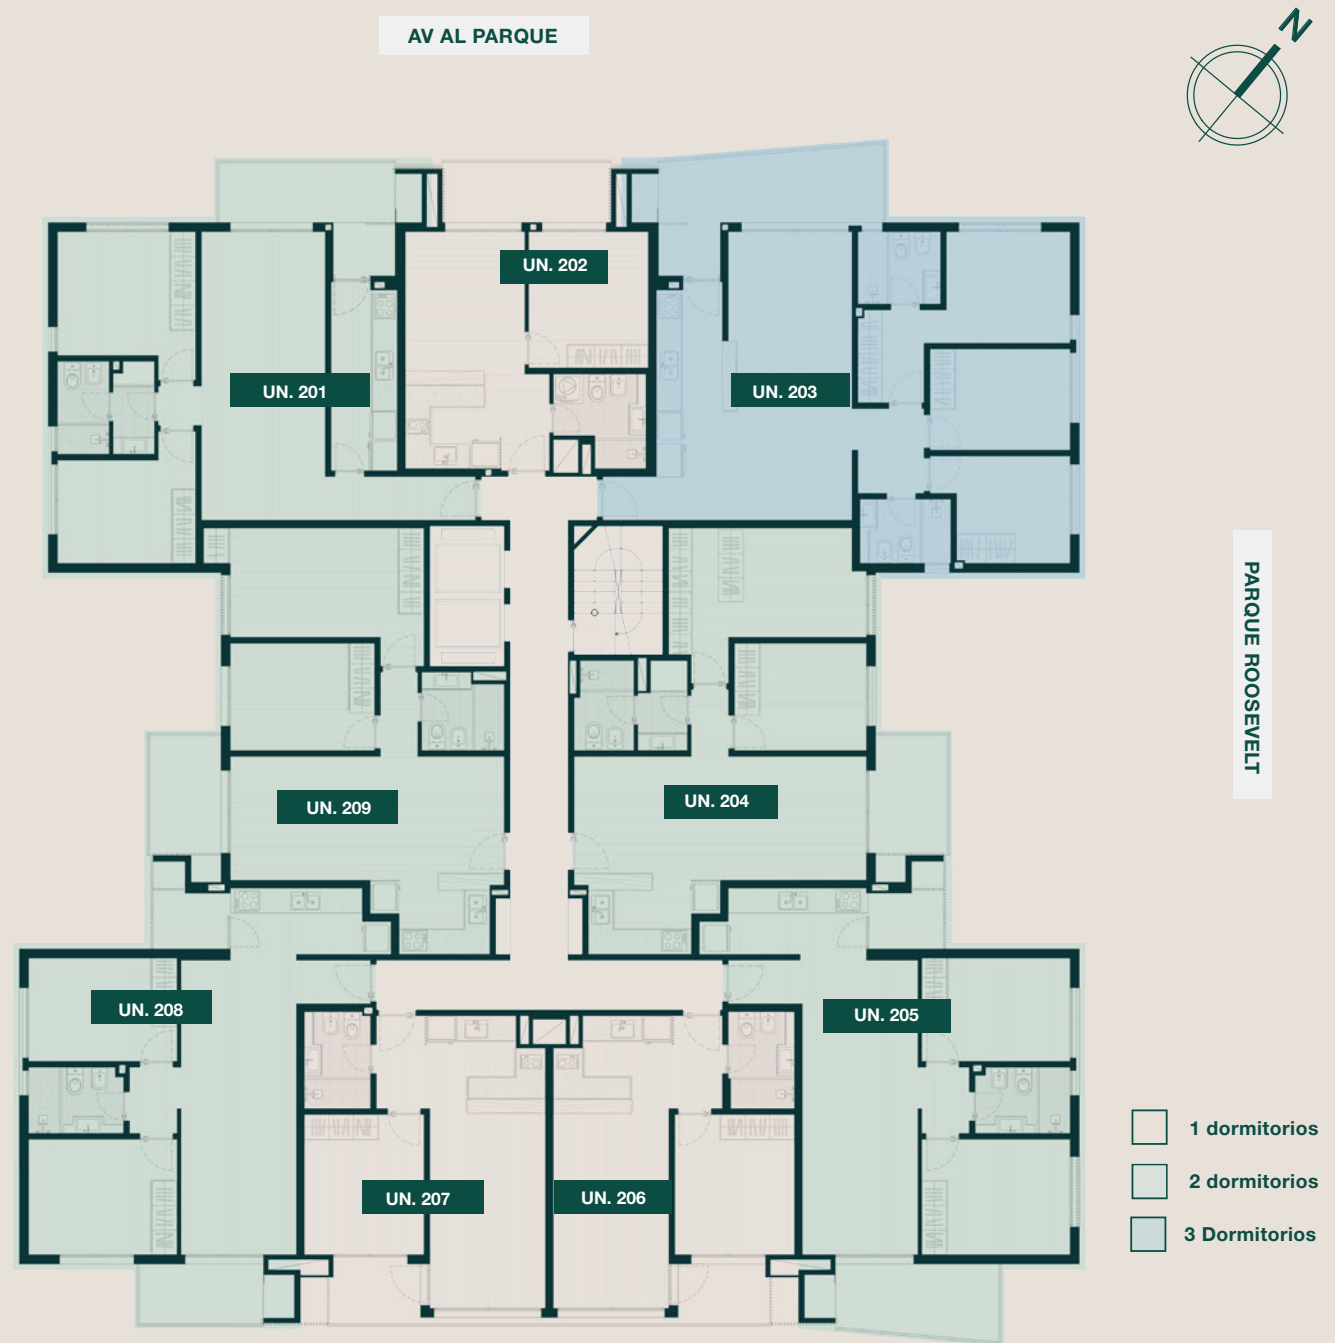 AV AL PARQUE
N
UN. 202
UN. 201
UN. 203
PARQUE ROOSEVELT
UN. 209
UN. 204
UN. 208
UN. 205
UN. 207
UN. 206
1 dormitorios
2 dormitorios
3 Dormitorios